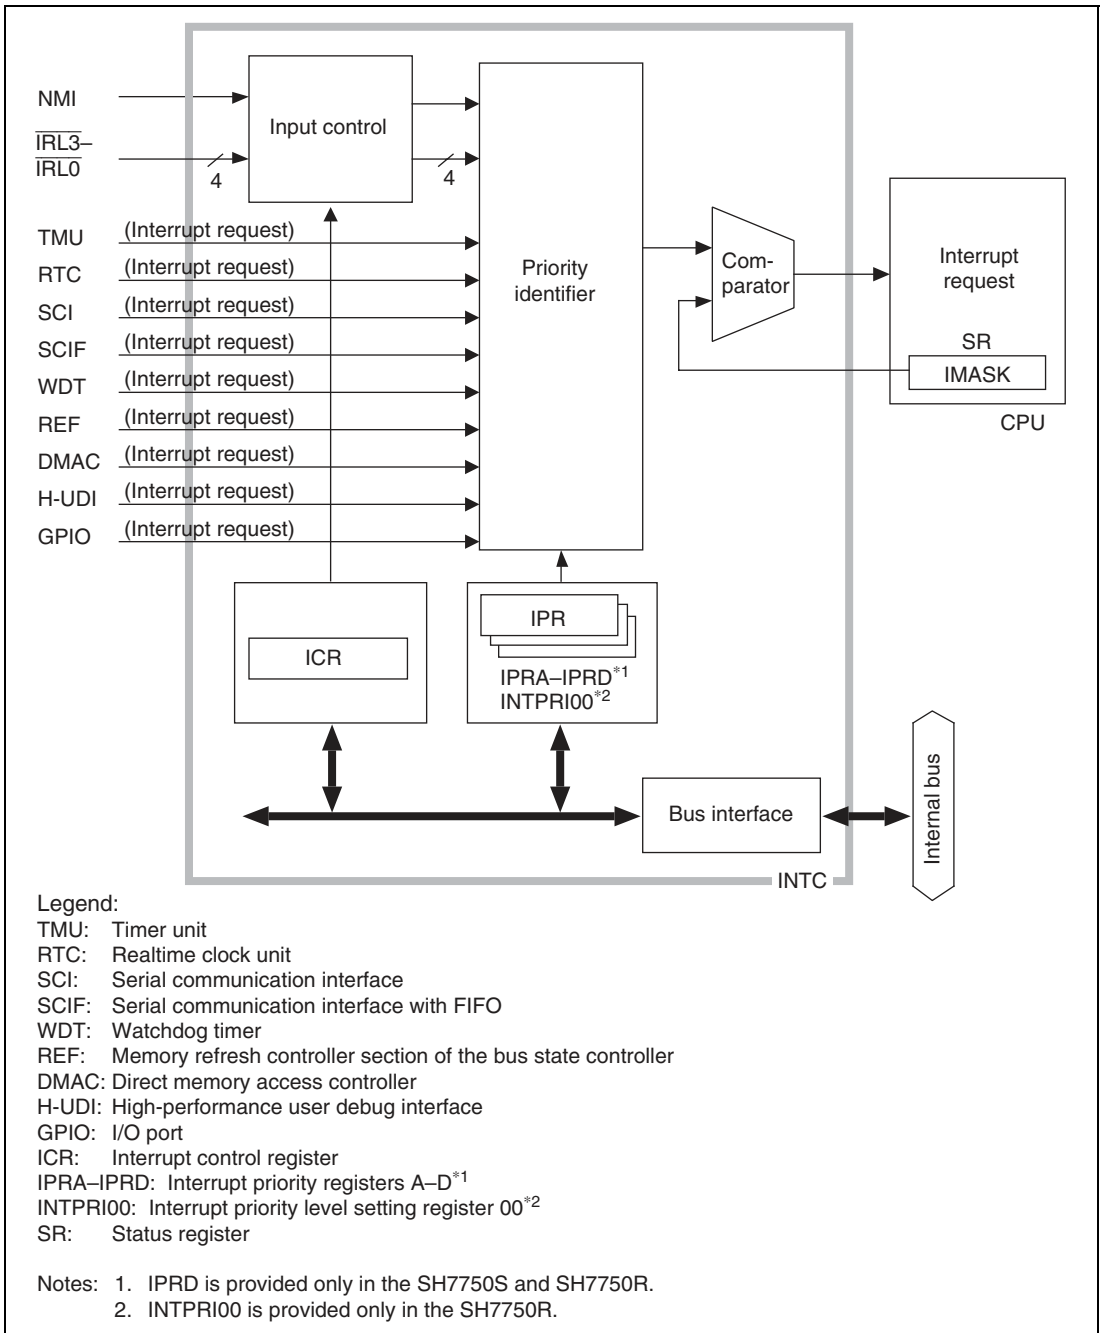 NMI
IRL3–
IRL0
4
Input control
4
TMU (Interrupt request)
RTC (Interrupt request)
SCI (Interrupt request)
SCIF (Interrupt request)
WDT (Interrupt request)
REF (Interrupt request)
DMAC (Interrupt request)
H-UDI (Interrupt request)
GPIO (Interrupt request)
Priority
identifier
Com-
parator
Interrupt
request
SR
IMASK
CPU
ICR
IPR
IPRA–IPRD*1
INTPRI00*2
Bus interface
Internal bus
INTC
Legend:
TMU: Timer unit
RTC: Realtime clock unit
SCI: Serial communication interface
SCIF: Serial communication interface with FIFO
WDT: Watchdog timer
REF: Memory refresh controller section of the bus state controller
DMAC: Direct memory access controller
H-UDI: High-performance user debug interface
GPIO: I/O port
ICR: Interrupt control register
IPRA–IPRD: Interrupt priority registers A–D*1
INTPRI00: Interrupt priority level setting register 00*2
SR: Status register
Notes: 1. IPRD is provided only in the SH7750S and SH7750R.
2. INTPRI00 is provided only in the SH7750R.